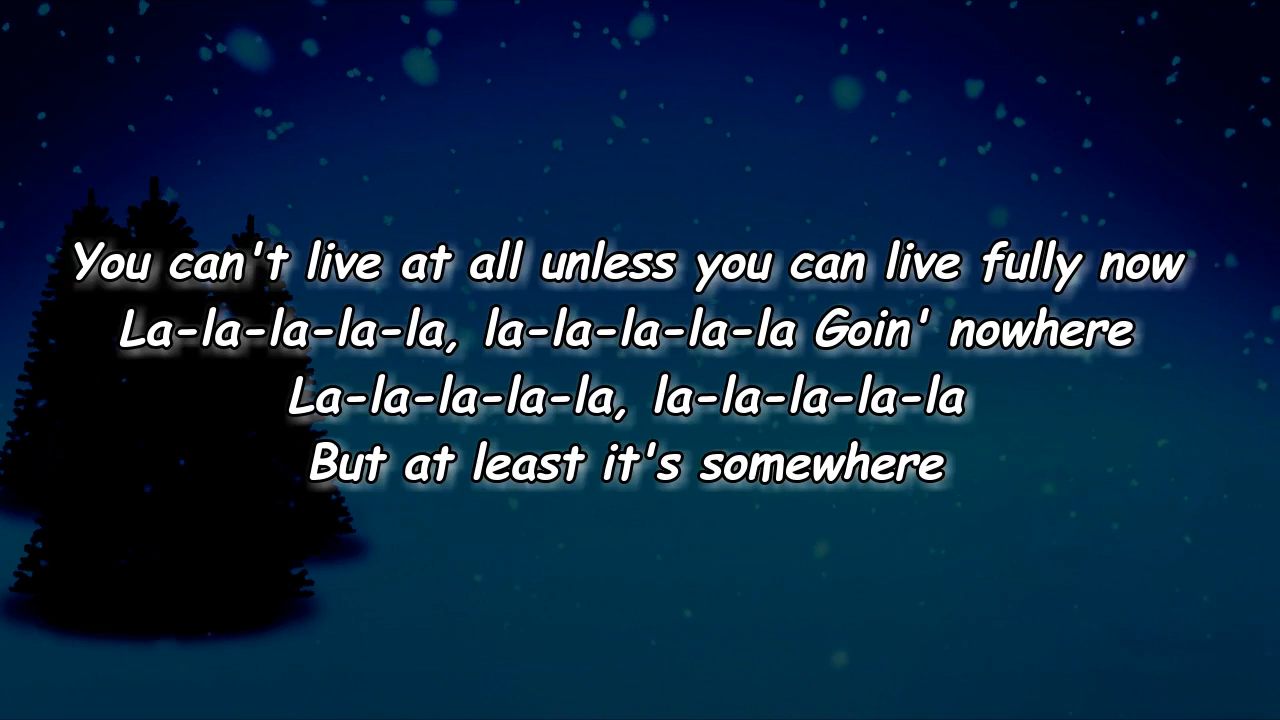 You can't live at all unless you can live fully now
La-la-la-la-la, la-la-la-la-la Goin' nowhere
La-la-la-la-la, la-la-la-la-la
But at least it's somewhere